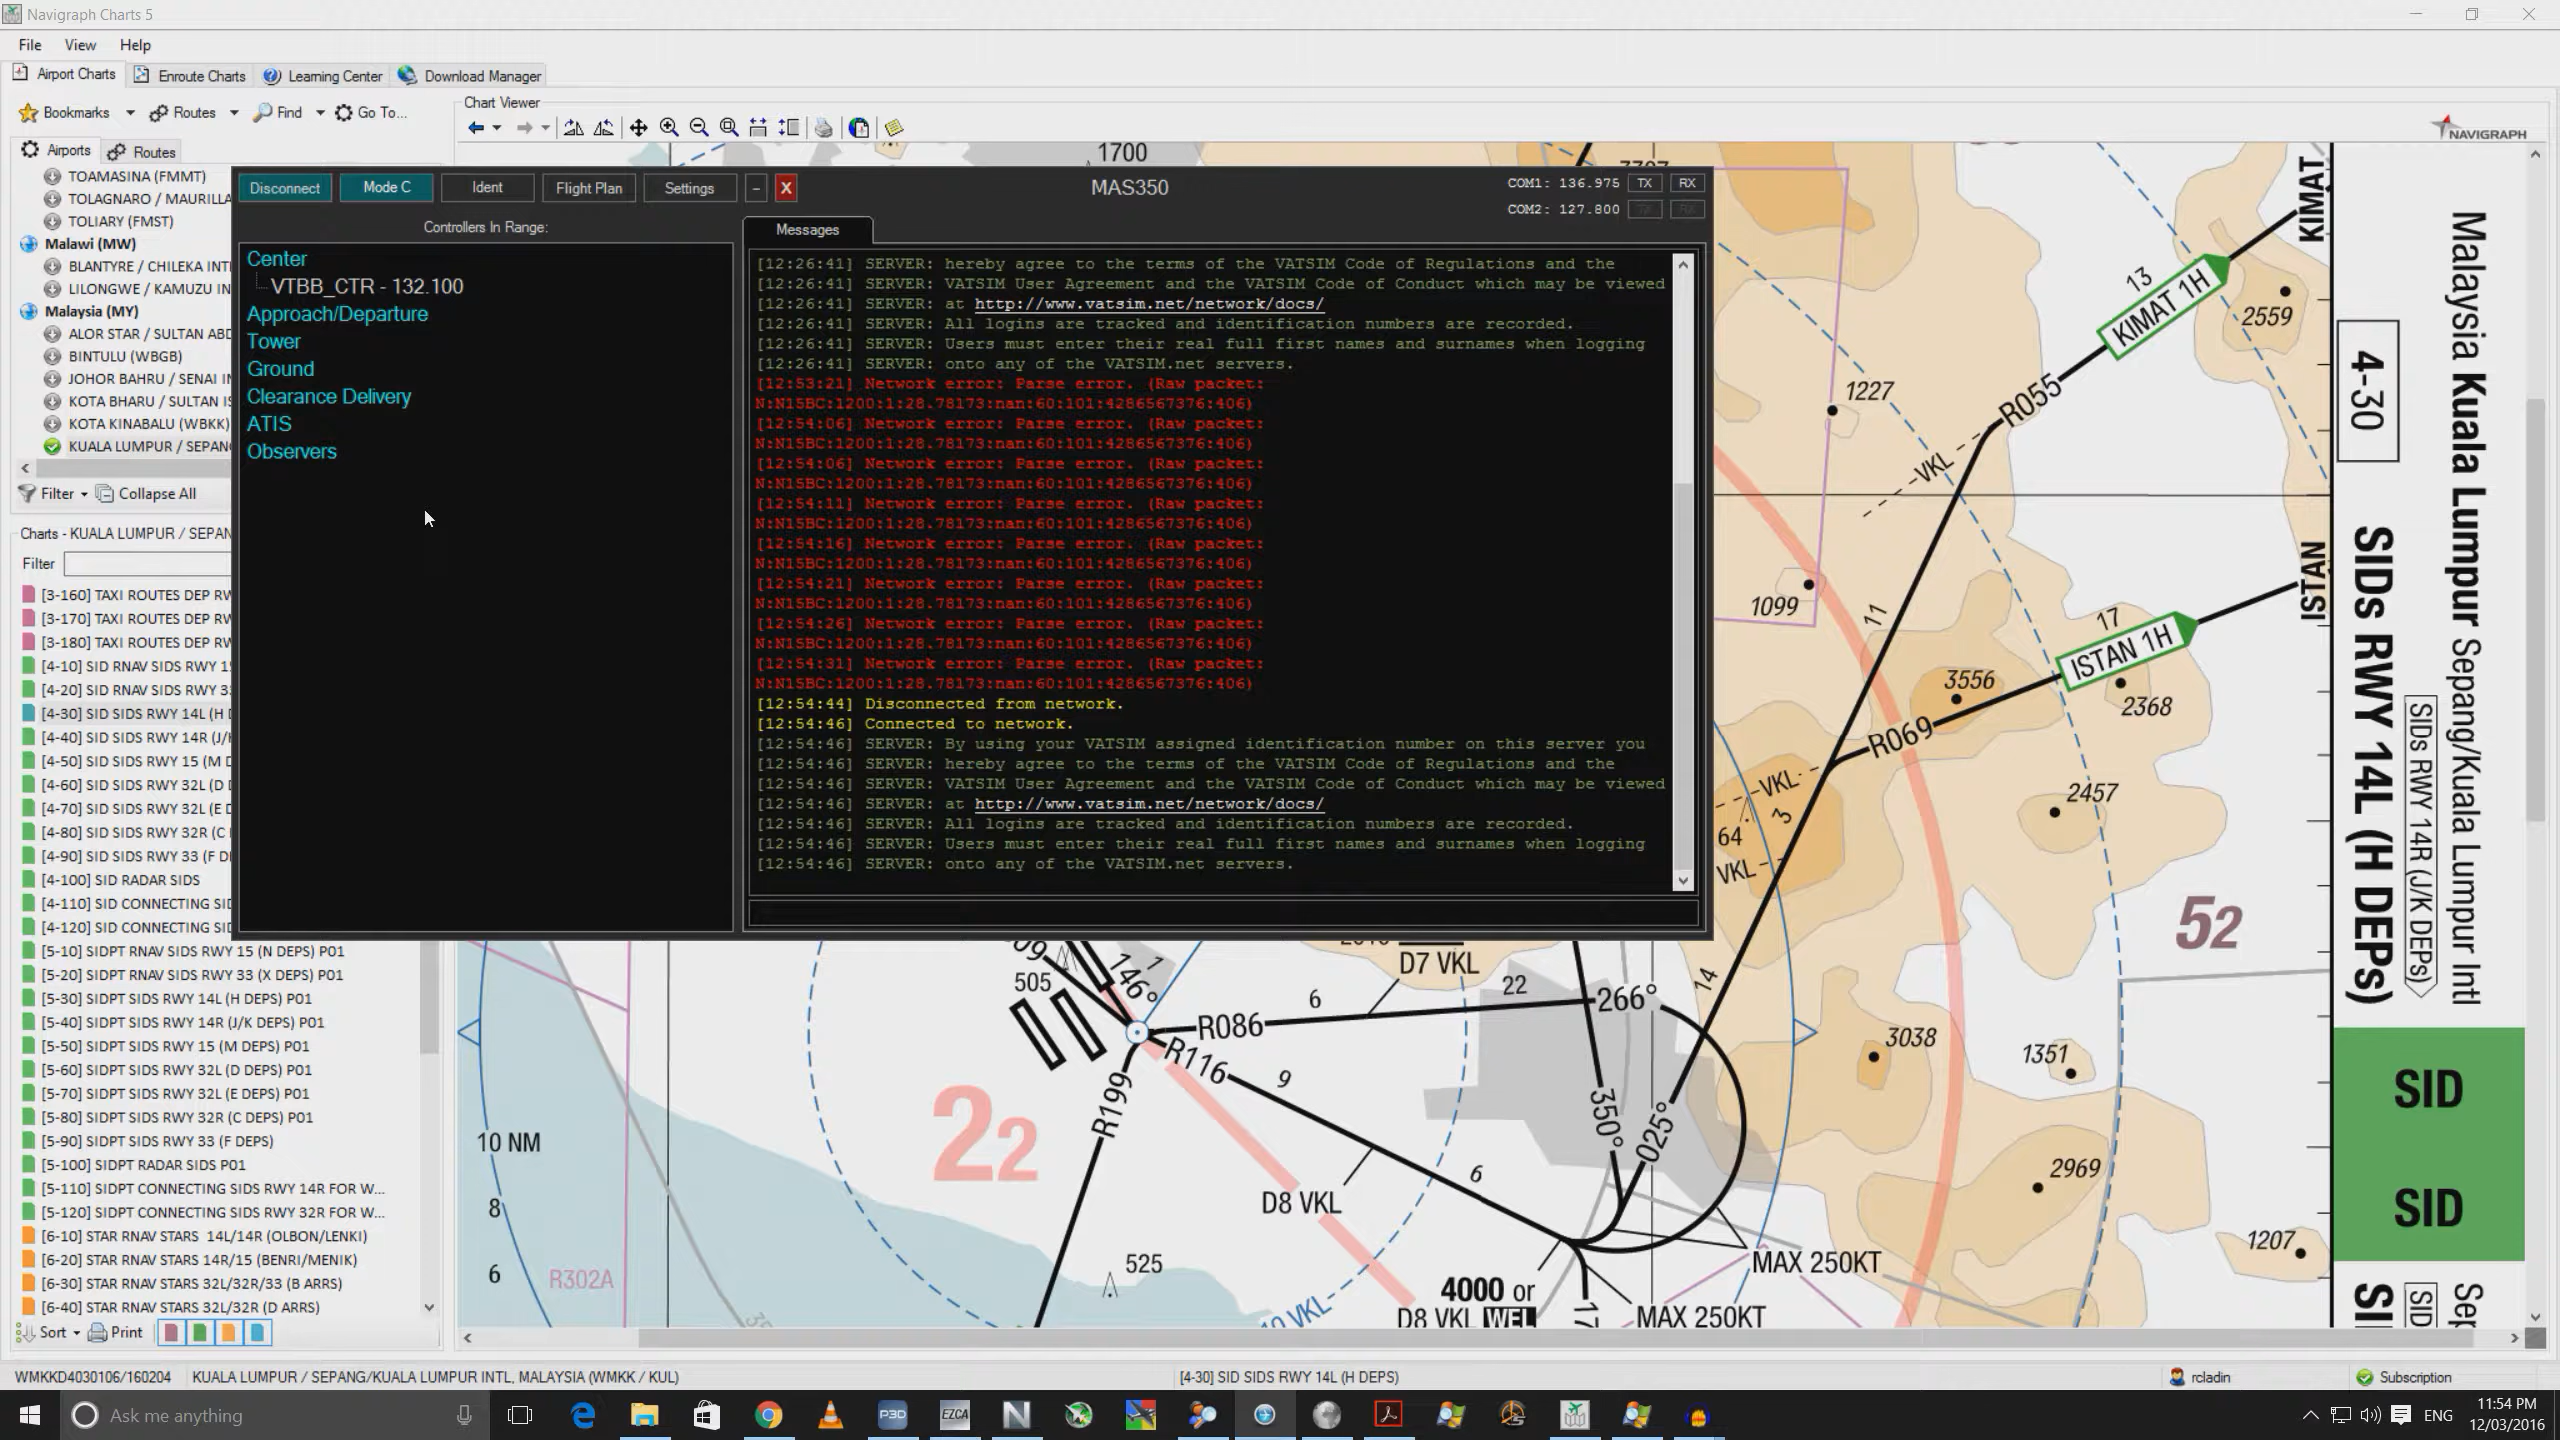 Navigraph Charts 5
File View Help
Airport Charts Enroute Charts Learning Center Download Manager
Bookmarks Routes Find Go To...
Chart Viewer
NAVIGRAPH
Airports Routes
TOAMASINA (FMMT)
TOLAGNARO / MAURILLA
TOLIARY (FMST)
Malawi (MW)
BLANTYRE / CHILEKA INT
LILONGWE / KAMUZU IN
Malaysia (MY)
ALOR STAR / SULTAN ABD
BINTULU (WBGB)
JOHOR BAHRU / SENAI IN
KOTA BHARU / SULTAN IS
KOTA KINABALU (WBKK)
KUALA LUMPUR / SEPANG
Filter Collapse All
Charts - KUALA LUMPUR / SEPAN
Filter
[3-160] TAXI ROUTES DEP RW
[3-170] TAXI ROUTES DEP RW
[3-180] TAXI ROUTES DEP RW
[4-10] SID RNAV SIDS RWY 15
[4-20] SID RNAV SIDS RWY 33
[4-30] SID SIDS RWY 14L (H D
[4-40] SID SIDS RWY 14R (J/K
[4-50] SID SIDS RWY 15 (M D
[4-60] SID SIDS RWY 32L (D D
[4-70] SID SIDS RWY 32L (E D
[4-80] SID SIDS RWY 32R (C
[4-90] SID SIDS RWY 33 (F DE
[4-100] SID RADAR SIDS
[4-110] SID CONNECTING SID
[4-120] SID CONNECTING SID
[5-10] SIDPT RNAV SIDS RWY 15 (N DEPS) P01
[5-20] SIDPT RNAV SIDS RWY 33 (X DEPS) P01
[5-30] SIDPT SIDS RWY 14L (H DEPS) P01
[5-40] SIDPT SIDS RWY 14R (J/K DEPS) P01
[5-50] SIDPT SIDS RWY 15 (M DEPS) P01
[5-60] SIDPT SIDS RWY 32L (D DEPS) P01
[5-70] SIDPT SIDS RWY 32L (E DEPS) P01
[5-80] SIDPT SIDS RWY 32R (C DEPS) P01
[5-90] SIDPT SIDS RWY 33 (F DEPS)
[5-100] SIDPT RADAR SIDS P01
[5-110] SIDPT CONNECTING SIDS RWY 14R FOR W...
[5-120] SIDPT CONNECTING SIDS RWY 32R FOR W...
[6-10] STAR RNAV STARS 14L/14R (OLBON/LENKI)
[6-20] STAR RNAV STARS 14R/15 (BENRI/MENIK)
[6-30] STAR RNAV STARS 32L/32R/33 (B ARRS)
[6-40] STAR RNAV STARS 32L/32R (D ARRS)
Sort Print
Disconnect Mode C Ident Flight Plan Settings – X
MAS350
COM1: 136.975 TX RX
COM2: 127.800 TX RX
Controllers In Range:
Center
VTBB_CTR - 132.100
Approach/Departure
Tower
Ground
Clearance Delivery
ATIS
Observers
Messages
[12:26:41] SERVER: hereby agree to the terms of the VATSIM Code of Regulations and the
[12:26:41] SERVER: VATSIM User Agreement and the VATSIM Code of Conduct which may be viewed
[12:26:41] SERVER: at http://www.vatsim.net/network/docs/
[12:26:41] SERVER: All logins are tracked and identification numbers are recorded.
[12:26:41] SERVER: Users must enter their real full first names and surnames when logging
[12:26:41] SERVER: onto any of the VATSIM.net servers.
[12:53:21] Network error: Parse error. (Raw packet:
N:N15BC:1200:1:28.78173:nan:60:101:4286567376:406)
[12:54:06] Network error: Parse error. (Raw packet:
N:N15BC:1200:1:28.78173:nan:60:101:4286567376:406)
[12:54:06] Network error: Parse error. (Raw packet:
N:N15BC:1200:1:28.78173:nan:60:101:4286567376:406)
[12:54:11] Network error: Parse error. (Raw packet:
N:N15BC:1200:1:28.78173:nan:60:101:4286567376:406)
[12:54:16] Network error: Parse error. (Raw packet:
N:N15BC:1200:1:28.78173:nan:60:101:4286567376:406)
[12:54:21] Network error: Parse error. (Raw packet:
N:N15BC:1200:1:28.78173:nan:60:101:4286567376:406)
[12:54:26] Network error: Parse error. (Raw packet:
N:N15BC:1200:1:28.78173:nan:60:101:4286567376:406)
[12:54:31] Network error: Parse error. (Raw packet:
N:N15BC:1200:1:28.78173:nan:60:101:4286567376:406)
[12:54:44] Disconnected from network.
[12:54:46] Connected to network.
[12:54:46] SERVER: By using your VATSIM assigned identification number on this server you
[12:54:46] SERVER: hereby agree to the terms of the VATSIM Code of Regulations and the
[12:54:46] SERVER: VATSIM User Agreement and the VATSIM Code of Conduct which may be viewed
[12:54:46] SERVER: at http://www.vatsim.net/network/docs/
[12:54:46] SERVER: All logins are tracked and identification numbers are recorded.
[12:54:46] SERVER: Users must enter their real full first names and surnames when logging
[12:54:46] SERVER: onto any of the VATSIM.net servers.
1700
KIMAT
13
KIMAT 1H
2559
1227
R055
VKL
1099
11
ISTAN
17
ISTAN 1H
3556
2368
R069
2457
VKL
64
3
VKL
52
14
D7 VKL
505
146°
1
6
22
266°
R086
R116
9
R199
350°
025°
3038
1351
2969
1207
22
10 NM
8
6
D8 VKL
6
R302A
525
MAX 250KT
MAX 250KT
4000 or
D8 VKL WEL
17
10 VKL
Malaysia Kuala Lumpur Sepang/Kuala Lumpur Intl
4-30
SIDs RWY 14L (H DEPs)
SIDs RWY 14R (J/K DEPs)
SID
SID
WMKKD4030106/160204 KUALA LUMPUR / SEPANG/KUALA LUMPUR INTL, MALAYSIA (WMKK / KUL) [4-30] SID SIDS RWY 14L (H DEPS) rcladin Subscription
Ask me anything
P3D
EZCA
N
ENG
11:54 PM
12/03/2016